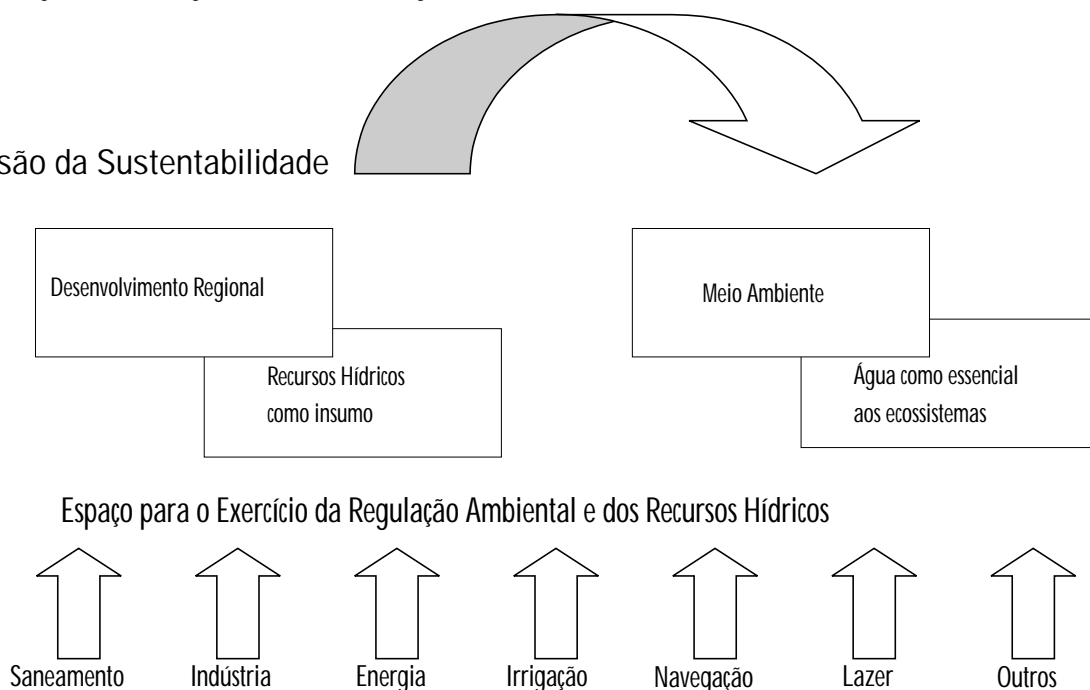 são da Sustentabilidade
Desenvolvimento Regional
Meio Ambiente
Recursos Hídricos
como insumo
Água como essencial
aos ecossistemas
Espaço para o Exercício da Regulação Ambiental e dos Recursos Hídricos
Saneamento Indústria Energia Irrigação Navegação Lazer Outros